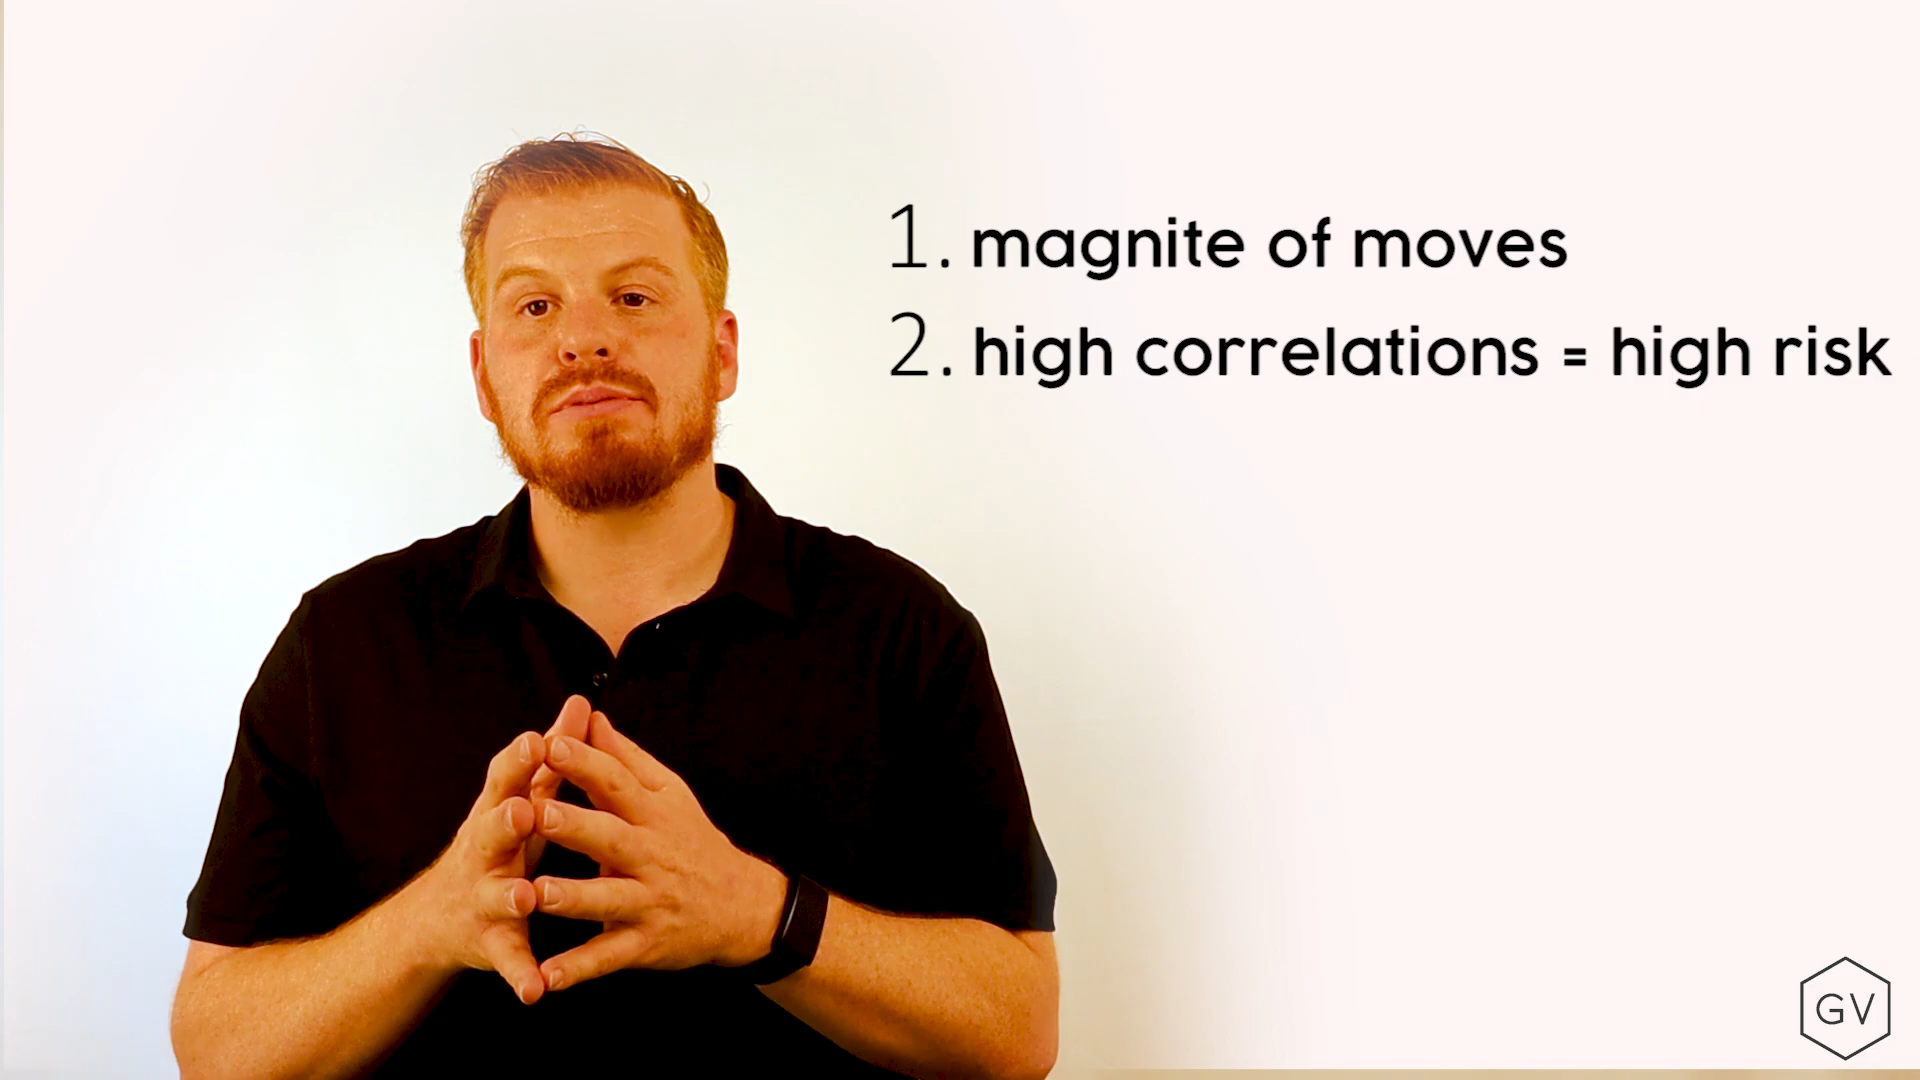 1. magnite of moves
2. high correlations = high risk
GV